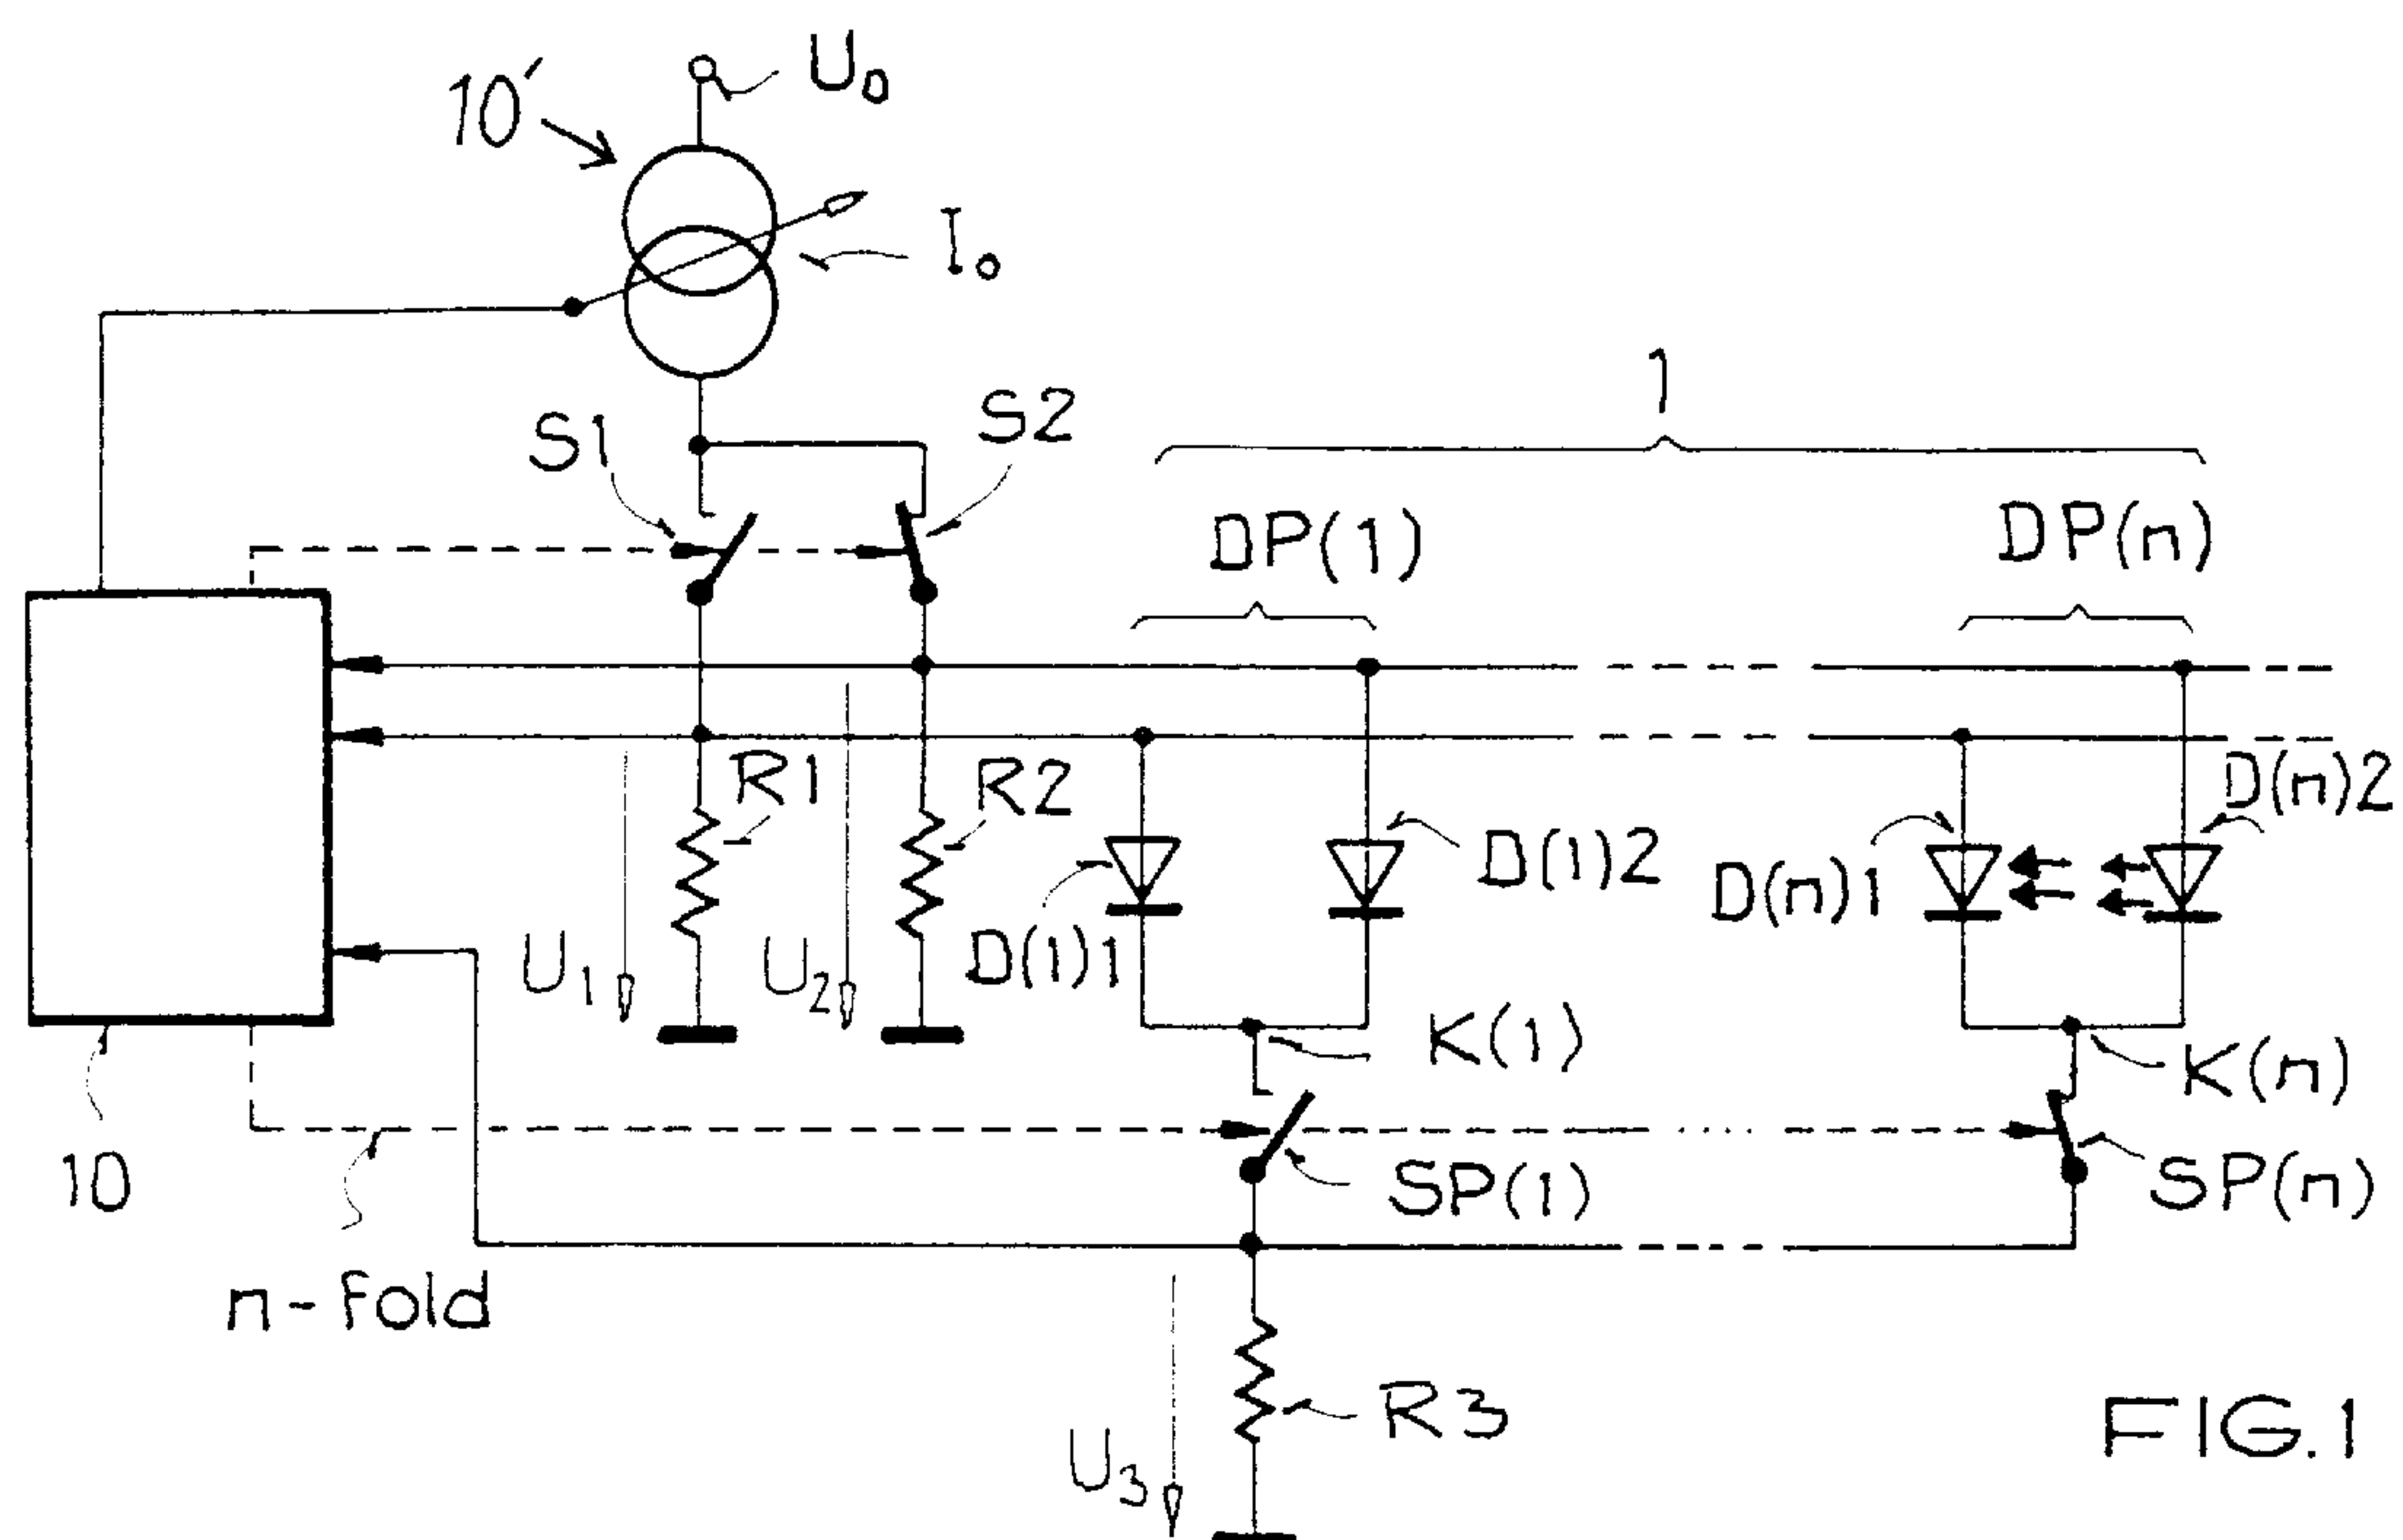 10′
U₀
I₀
S1
S2
1
DP(1)
DP(n)
R1
R2
D(n)2
D(1)2
D(n)1
D(1)1
U₁
U₂
K(1)
K(n)
10
SP(1)
SP(n)
n-fold
R3
U₃
FIG.1